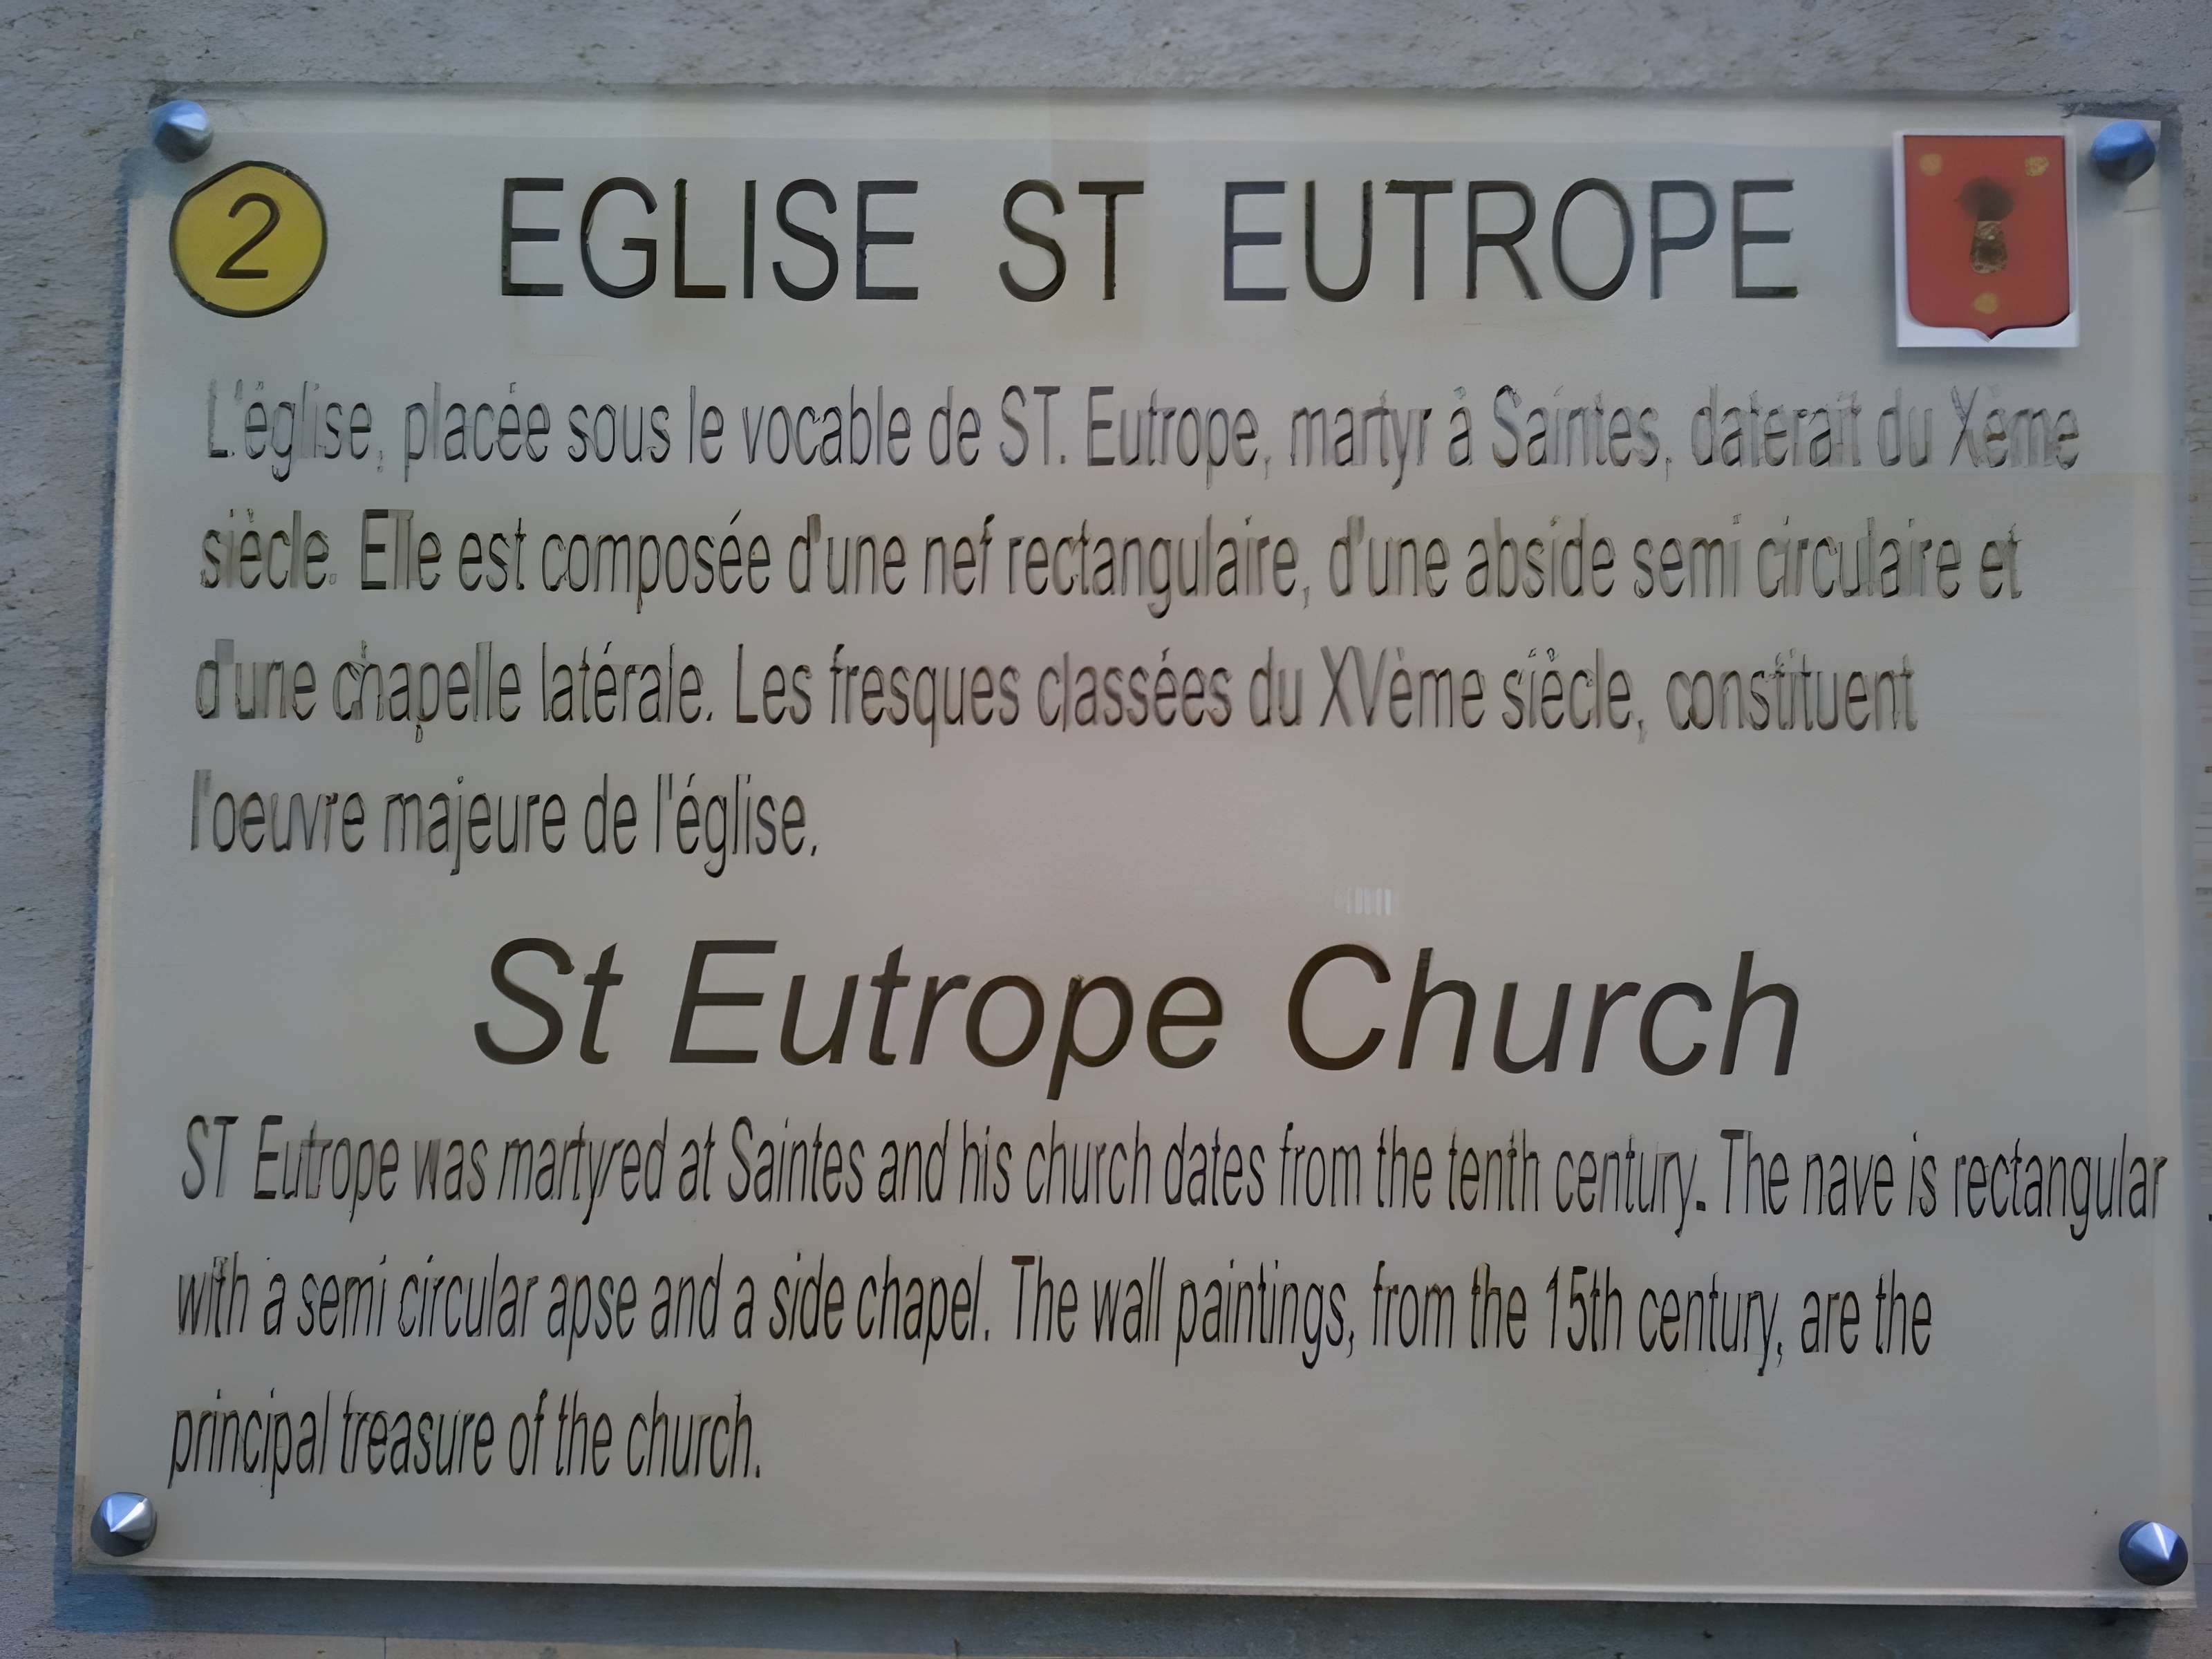 2
EGLISE ST EUTROPE
L'église, placée sous le vocable de ST. Eutrope, martyr à Saintes, daterait du Xème
siècle. Elle est composée d'une nef rectangulaire, d'une abside semi circulaire et
d'une chapelle latérale. Les fresques classées du XVème siècle, constituent
l'oeuvre majeure de l'église.
St Eutrope Church
ST Eutrope was martyred at Saintes and his church dates from the tenth century. The nave is rectangular
with a semi circular apse and a side chapel. The wall paintings, from the 15th century, are the
principal treasure of the church.